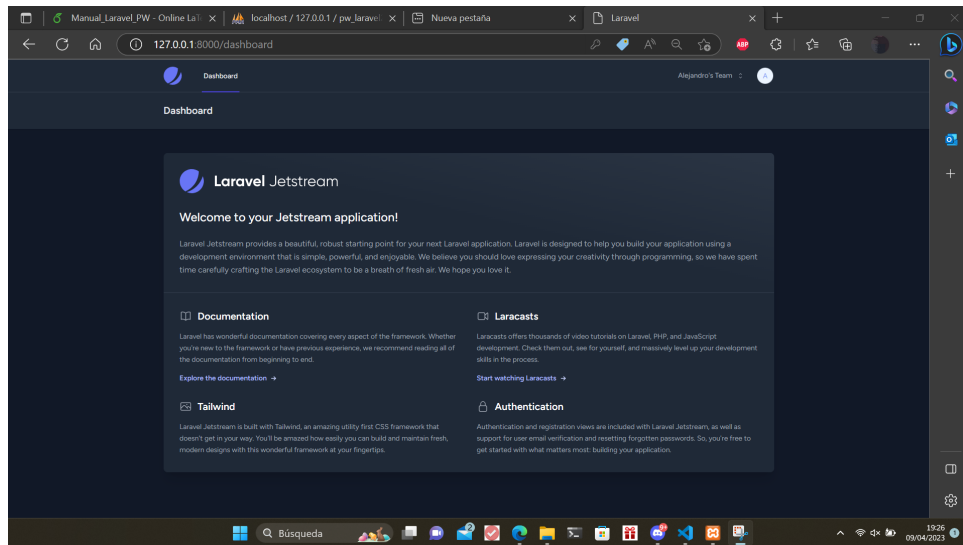 Manual_Laravel_PW - Online LaTe
localhost / 127.0.0.1 / pw_laravel
Nueva pestaña
Laravel
127.0.0.1:8000/dashboard
ABP
Dashboard
Alejandro's Team
A
Dashboard
Laravel Jetstream
Welcome to your Jetstream application!
Laravel Jetstream provides a beautiful, robust starting point for your next Laravel application. Laravel is designed to help you build your application using a
development environment that is simple, powerful, and enjoyable. We believe you should love expressing your creativity through programming, so we have spent
time carefully crafting the Laravel ecosystem to be a breath of fresh air. We hope you love it.
Documentation
Laravel has wonderful documentation covering every aspect of the framework. Whether
you're new to the framework or have previous experience, we recommend reading all of
the documentation from beginning to end.
Explore the documentation →
Laracasts
Laracasts offers thousands of video tutorials on Laravel, PHP, and JavaScript
development. Check them out, see for yourself, and massively level up your development
skills in the process.
Start watching Laracasts →
Tailwind
Laravel Jetstream is built with Tailwind, an amazing utility first CSS framework that
doesn't get in your way. You'll be amazed how easily you can build and maintain fresh,
modern designs with this wonderful framework at your fingertips.
Authentication
Authentication and registration views are included with Laravel Jetstream, as well as
support for user email verification and resetting forgotten passwords. So, you're free to
get started with what matters most: building your application.
Búsqueda
19:26
09/04/2023